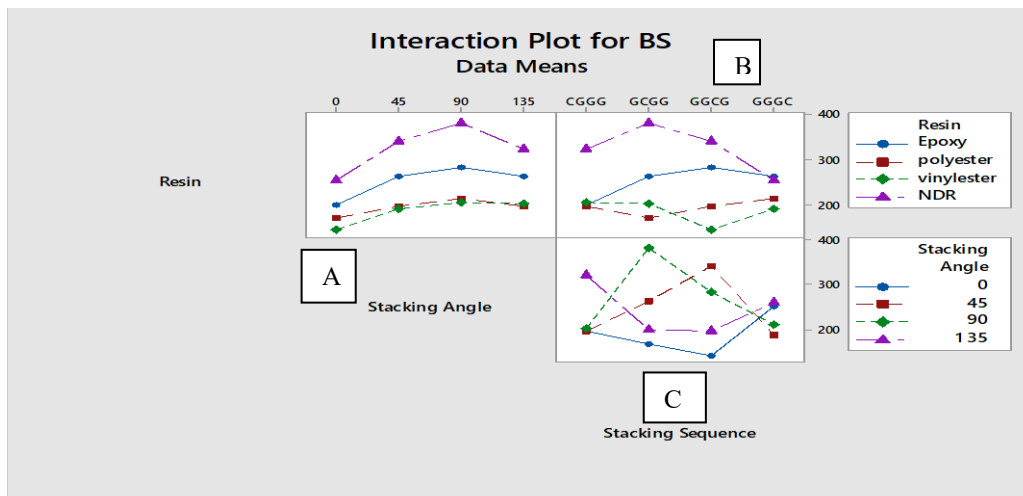 Interaction Plot for BS
Data Means
B
0 45 90 135 CGGG GCGG GGCG GGGC
400
300
200
Resin
Resin
Epoxy
polyester
vinylester
NDR
A
Stacking Angle
400
300
200
Stacking
Angle
0
45
90
135
C
Stacking Sequence